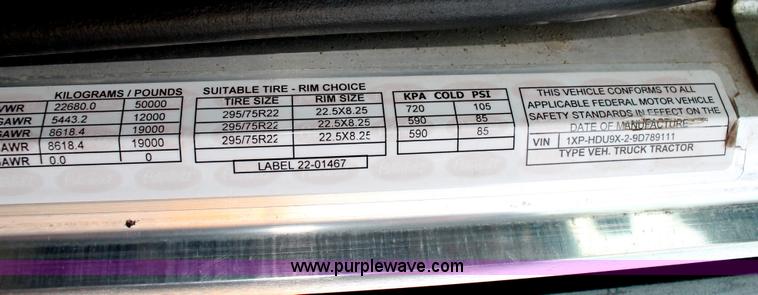 KILOGRAMS / POUNDS
VWR 22680.0 50000
GAWR 5443.2 12000
GAWR 8618.4 19000
GAWR 8618.4 19000
GAWR 0.0 0
SUITABLE TIRE - RIM CHOICE
TIRE SIZE RIM SIZE
295/75R22 22.5X8.25
295/75R22 22.5X8.25
295/75R22 22.5X8.25
LABEL 22-01467
KPA COLD PSI
720 105
590 85
590 85
THIS VEHICLE CONFORMS TO ALL
APPLICABLE FEDERAL MOTOR VEHICLE
SAFETY STANDARDS IN EFFECT ON THE
DATE OF MANUFACTURE
VIN 1XP-HDU9X-2-9D789111
TYPE VEH. TRUCK TRACTOR
www.purplewave.com